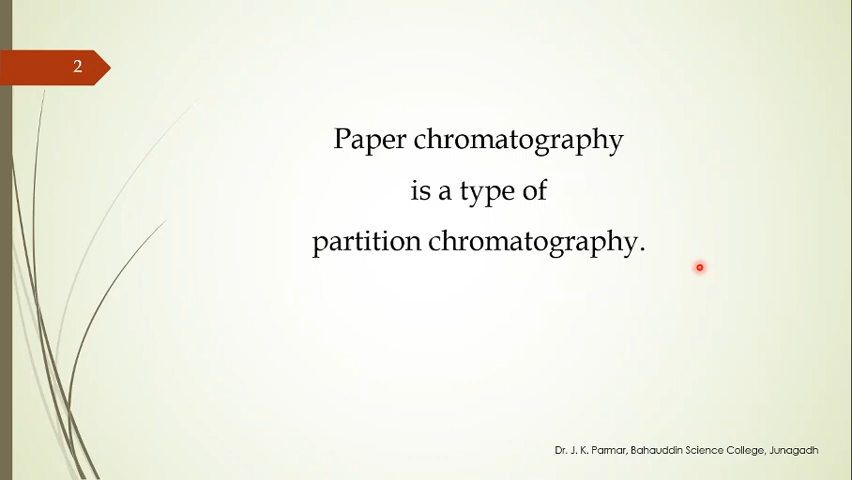 2
Paper chromatography
is a type of
partition chromatography.
Dr. J. K. Parmar, Bahauddin Science College, Junagadh